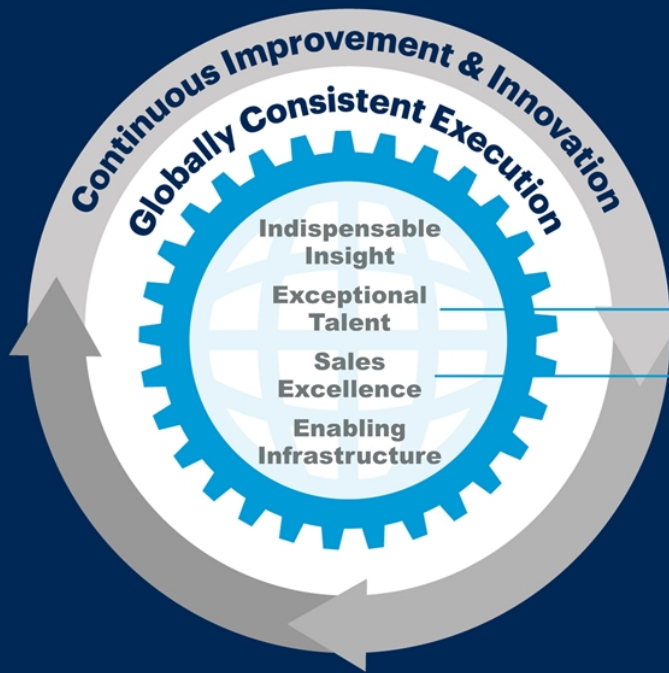 Continuous Improvement & Innovation
Globally Consistent Execution
Indispensable
Insight
Exceptional
Talent
Sales
Excellence
Enabling
Infrastructure